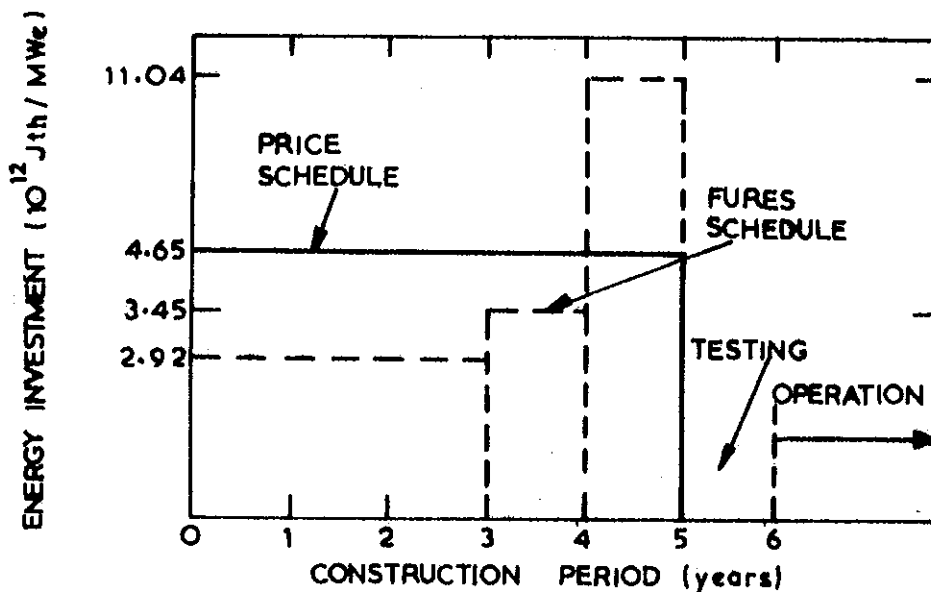 ENERGY INVESTMENT (10¹² Jth / MWe)
11.04
4.65
3.45
2.92
PRICE
SCHEDULE
FURES
SCHEDULE
TESTING
OPERATION
0 1 2 3 4 5 6
CONSTRUCTION PERIOD (years)